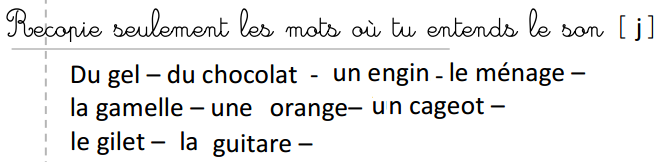 Recopie seulement les mots où tu entends le son [ j ]
Du gel – du chocolat - un engin - le ménage –
la gamelle – une orange– un cageot –
le gilet – la guitare –